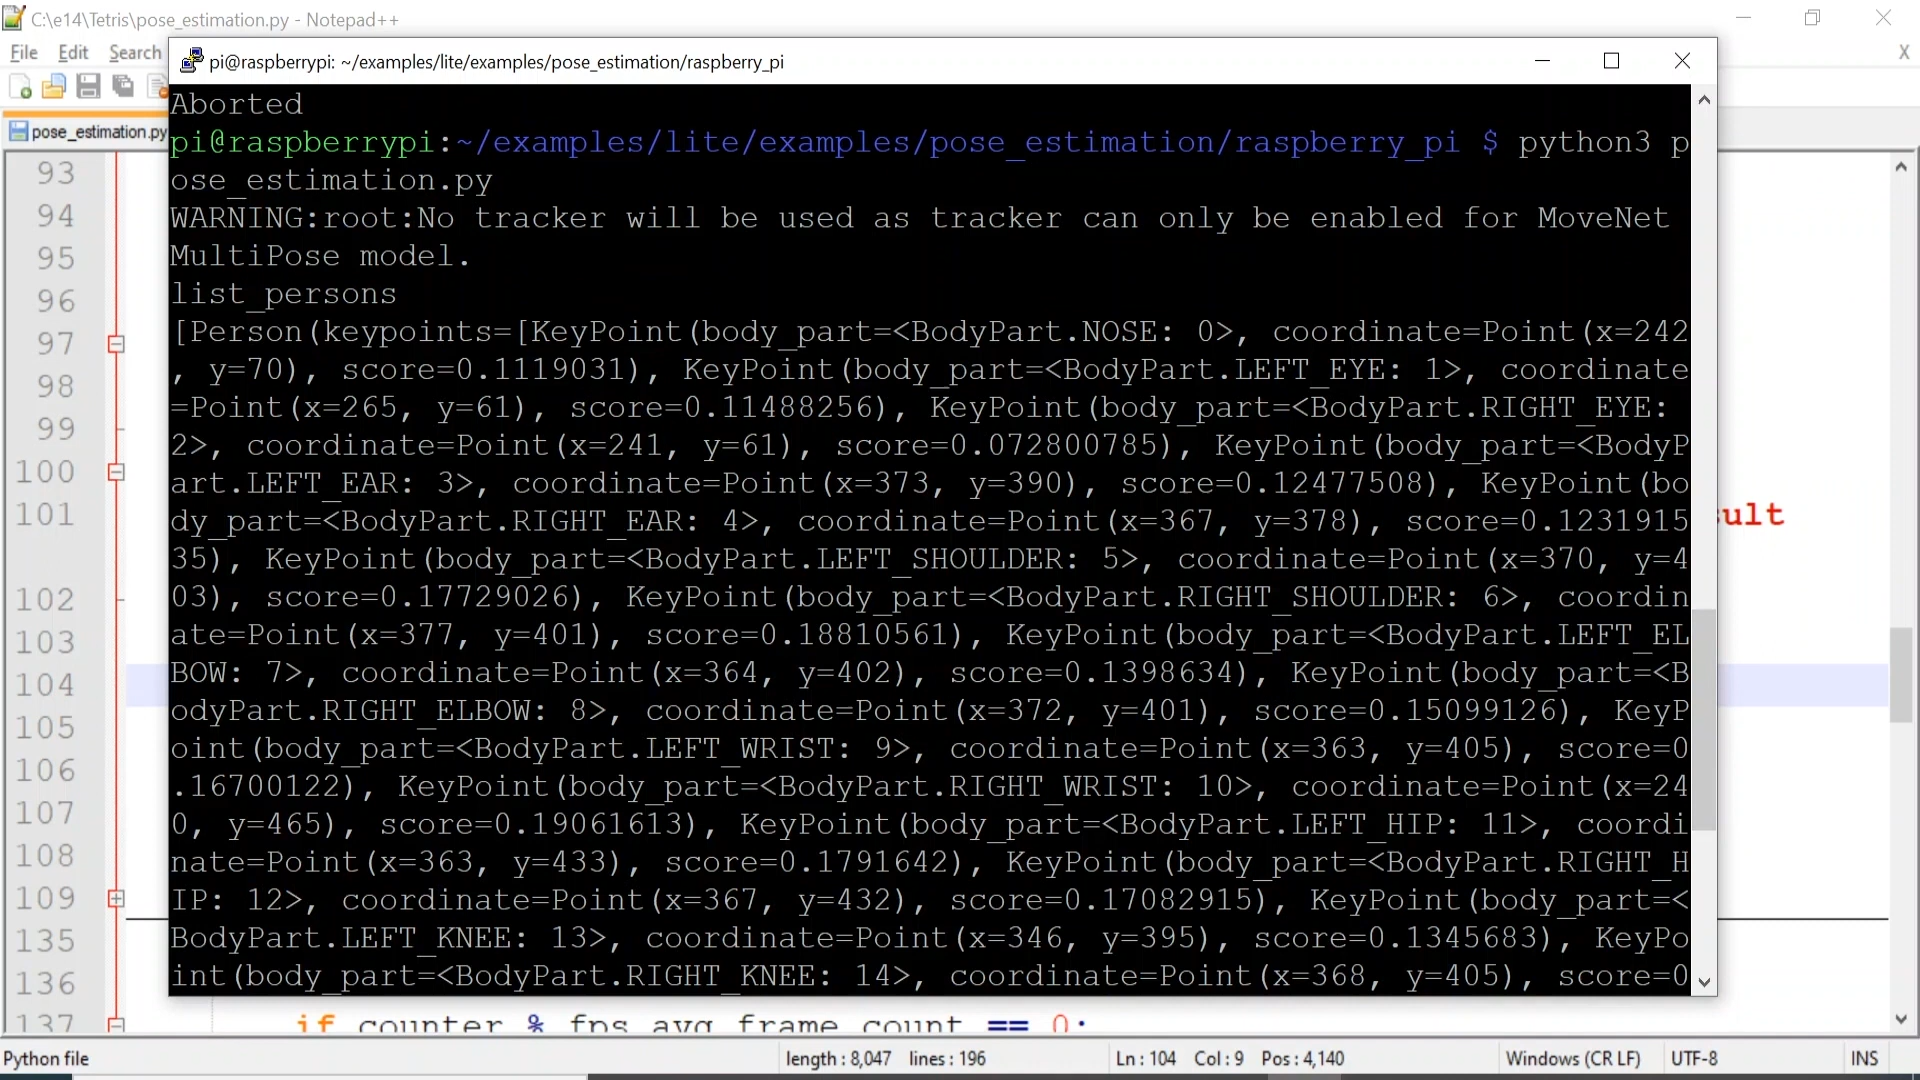 C:\e14\Tetris\pose_estimation.py - Notepad++
File Edit Search
X
pose_estimation.py
pi@raspberrypi: ~/examples/lite/examples/pose_estimation/raspberry_pi
Aborted
pi@raspberrypi:~/examples/lite/examples/pose_estimation/raspberry_pi $ python3 p
ose_estimation.py
WARNING:root:No tracker will be used as tracker can only be enabled for MoveNet
MultiPose model.
list_persons
[Person(keypoints=[KeyPoint(body_part=<BodyPart.NOSE: 0>, coordinate=Point(x=242
, y=70), score=0.1119031), KeyPoint(body_part=<BodyPart.LEFT_EYE: 1>, coordinate
=Point(x=265, y=61), score=0.11488256), KeyPoint(body_part=<BodyPart.RIGHT_EYE:
2>, coordinate=Point(x=241, y=61), score=0.072800785), KeyPoint(body_part=<BodyP
art.LEFT_EAR: 3>, coordinate=Point(x=373, y=390), score=0.12477508), KeyPoint(bo
dy_part=<BodyPart.RIGHT_EAR: 4>, coordinate=Point(x=367, y=378), score=0.1231915
35), KeyPoint(body_part=<BodyPart.LEFT_SHOULDER: 5>, coordinate=Point(x=370, y=4
03), score=0.17729026), KeyPoint(body_part=<BodyPart.RIGHT_SHOULDER: 6>, coordin
ate=Point(x=377, y=401), score=0.18810561), KeyPoint(body_part=<BodyPart.LEFT_EL
BOW: 7>, coordinate=Point(x=364, y=402), score=0.1398634), KeyPoint(body_part=<B
odyPart.RIGHT_ELBOW: 8>, coordinate=Point(x=372, y=401), score=0.15099126), KeyP
oint(body_part=<BodyPart.LEFT_WRIST: 9>, coordinate=Point(x=363, y=405), score=0
.16700122), KeyPoint(body_part=<BodyPart.RIGHT_WRIST: 10>, coordinate=Point(x=24
0, y=465), score=0.19061613), KeyPoint(body_part=<BodyPart.LEFT_HIP: 11>, coordi
nate=Point(x=363, y=433), score=0.1791642), KeyPoint(body_part=<BodyPart.RIGHT_H
IP: 12>, coordinate=Point(x=367, y=432), score=0.17082915), KeyPoint(body_part=<
BodyPart.LEFT_KNEE: 13>, coordinate=Point(x=346, y=395), score=0.1345683), KeyPo
int(body_part=<BodyPart.RIGHT_KNEE: 14>, coordinate=Point(x=368, y=405), score=0
93
94
95
96
97
98
99
100
101 sult
102
103
104
105
106
107
108
109
135
136
137 if counter % fps_avg_frame_count == 0:
Python file length : 8,047 lines : 196 Ln : 104 Col : 9 Pos : 4,140 Windows (CR LF) UTF-8 INS